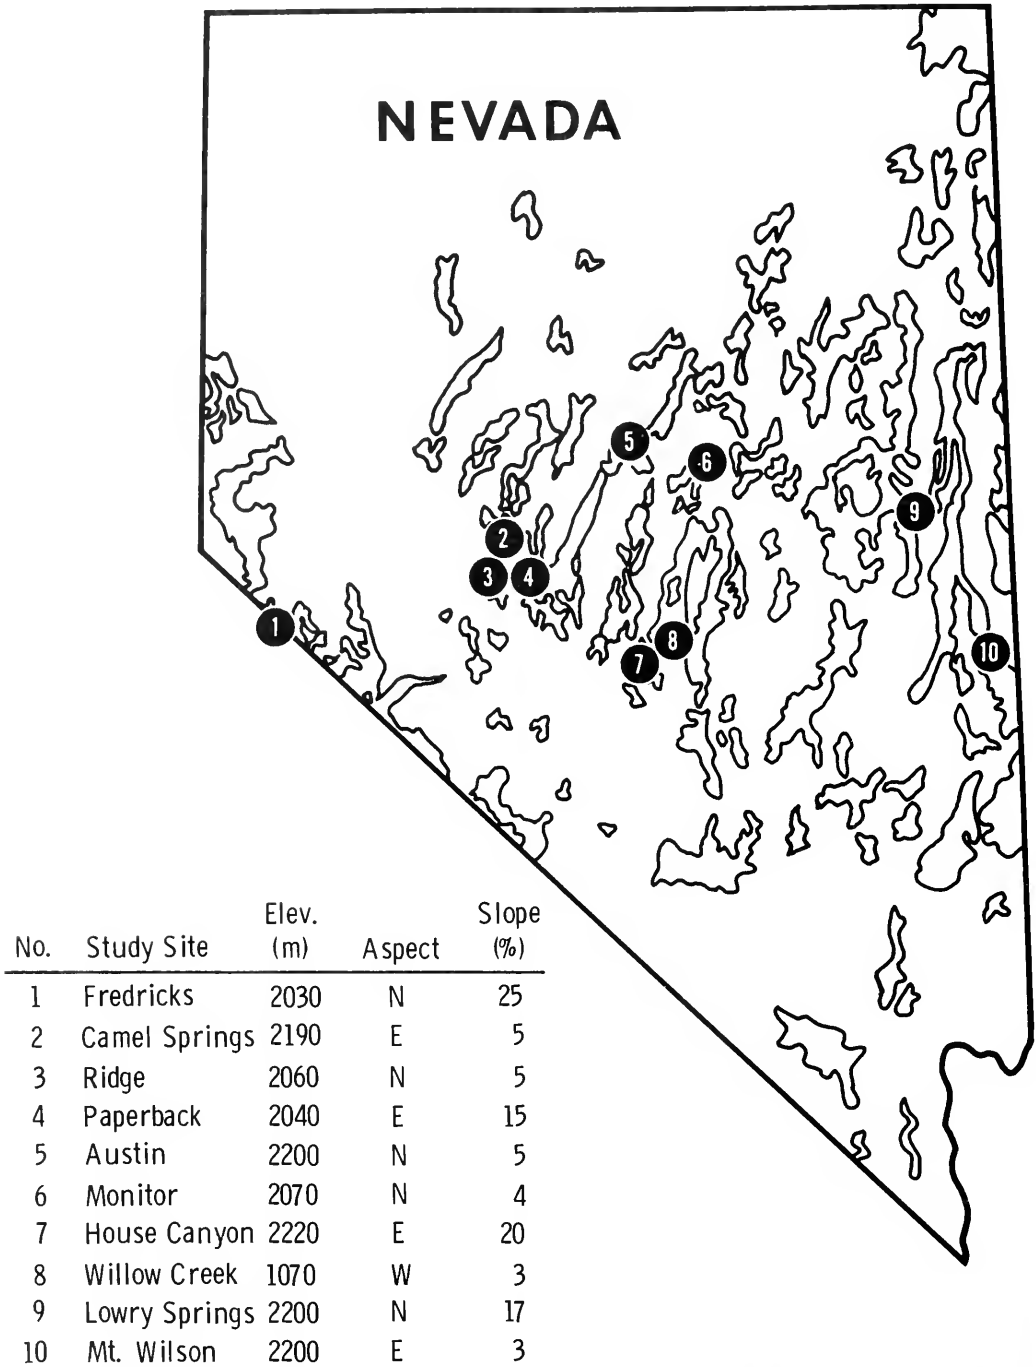 NEVADA
5
6
9
2
3
4
1
8
7
10
Elev. Slope
No. Study Site (m) Aspect (%)
1 Fredricks 2030 N 25
2 Camel Springs 2190 E 5
3 Ridge 2060 N 5
4 Paperback 2040 E 15
5 Austin 2200 N 5
6 Monitor 2070 N 4
7 House Canyon 2220 E 20
8 Willow Creek 1070 W 3
9 Lowry Springs 2200 N 17
10 Mt. Wilson 2200 E 3